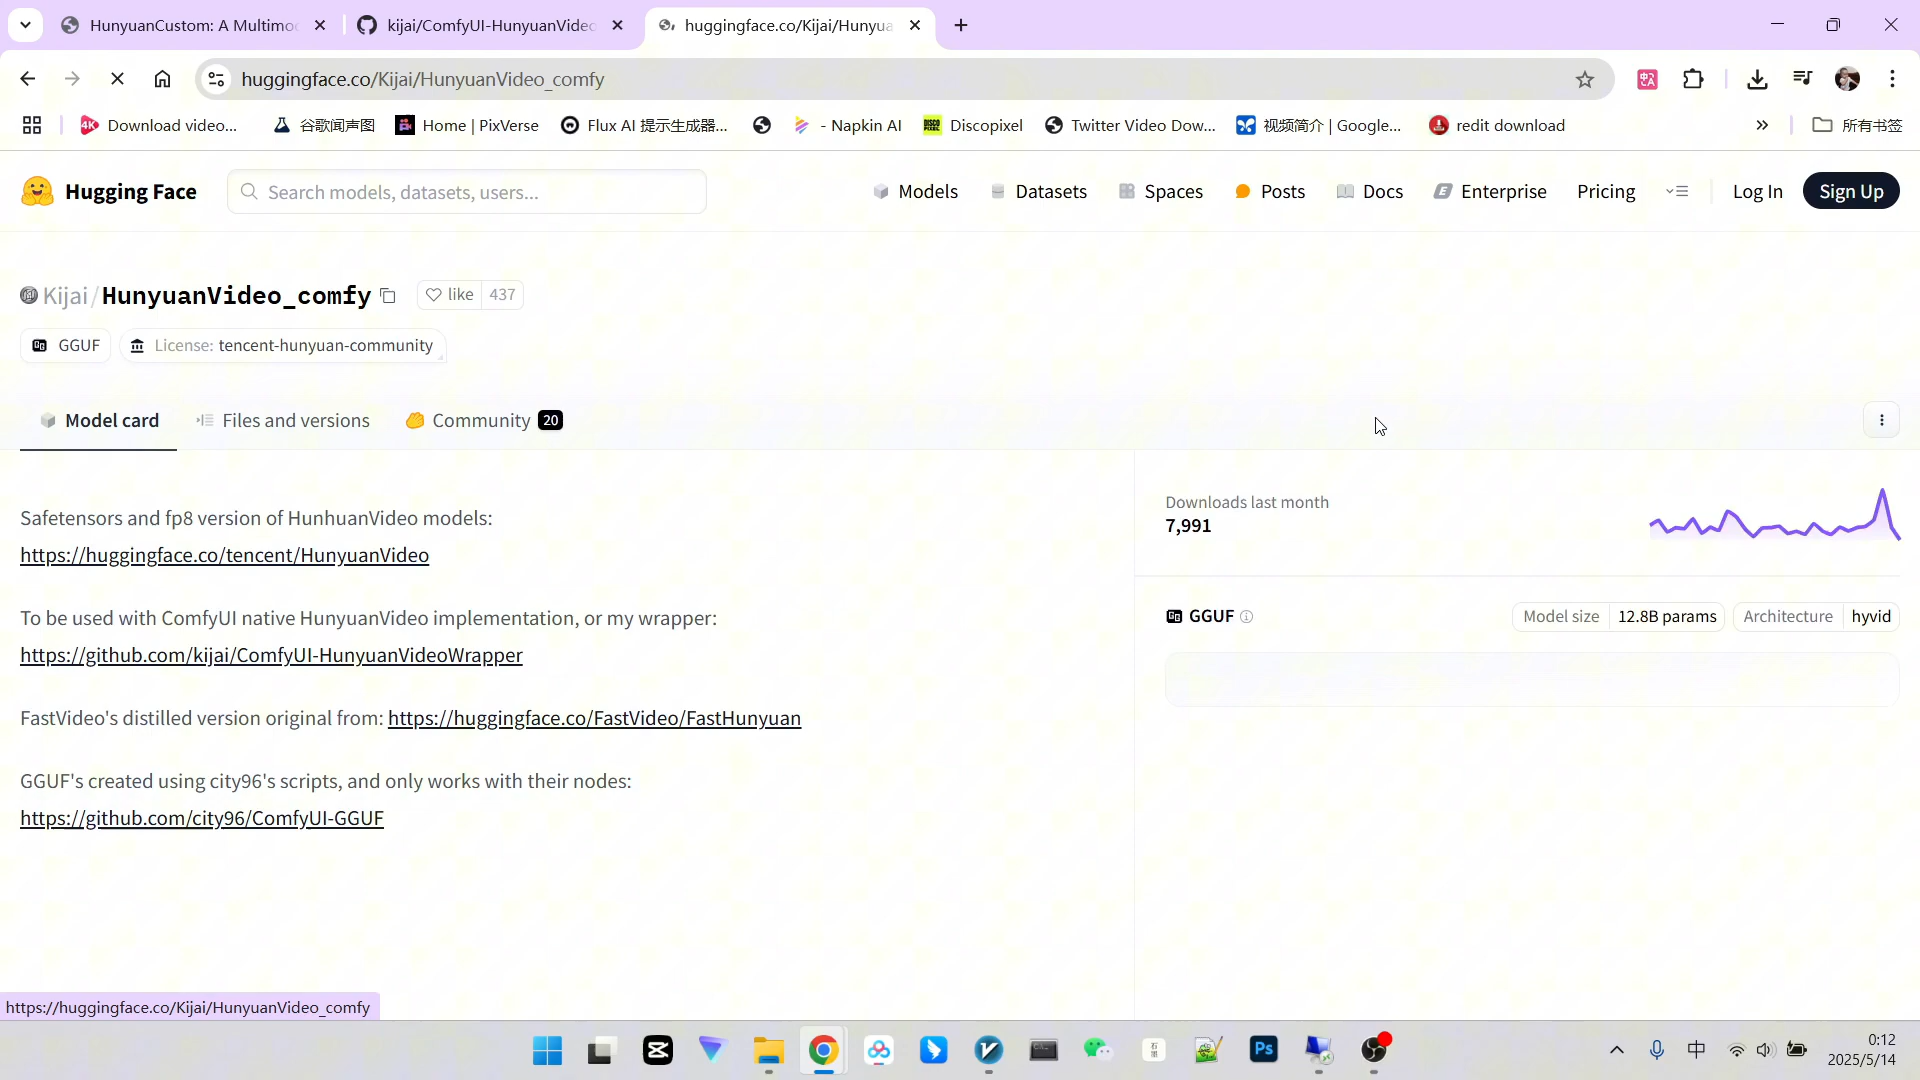 HunyuanCustom: A Multimo
kijai/ComfyUI-HunyuanVideo
huggingface.co/Kijai/Hunyua
huggingface.co/Kijai/HunyuanVideo_comfy
Download video...
谷歌闻声图
Home | PixVerse
Flux AI 提示生成器...
- Napkin AI
Discopixel
Twitter Video Dow...
视频简介 | Google...
redit download
所有书签
Hugging Face
Search models, datasets, users...
Models
Datasets
Spaces
Posts
Docs
Enterprise
Pricing
Log In
Sign Up
Kijai/HunyuanVideo_comfy
like 437
GGUF
License: tencent-hunyuan-community
Model card
Files and versions
Community 20
Safetensors and fp8 version of HunhuanVideo models:
https://huggingface.co/tencent/HunyuanVideo
To be used with ComfyUI native HunyuanVideo implementation, or my wrapper:
https://github.com/kijai/ComfyUI-HunyuanVideoWrapper
FastVideo's distilled version original from: https://huggingface.co/FastVideo/FastHunyuan
GGUF's created using city96's scripts, and only works with their nodes:
https://github.com/city96/ComfyUI-GGUF
Downloads last month
7,991
GGUF
Model size 12.8B params
Architecture hyvid
https://huggingface.co/Kijai/HunyuanVideo_comfy
Ps
中
0:12
2025/5/14